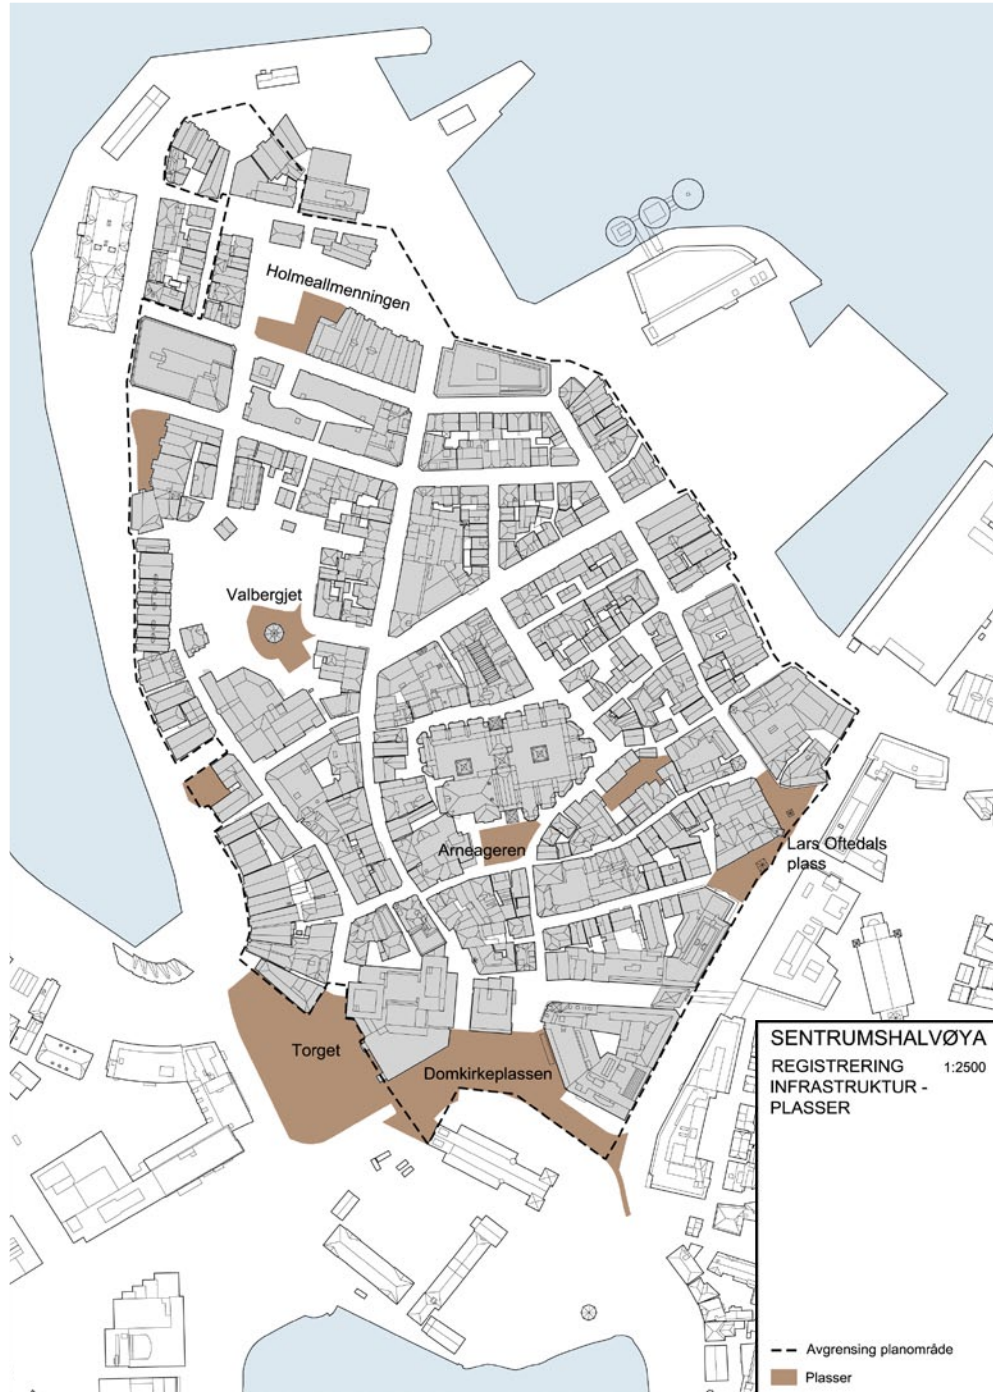 Holmeallmenningen
Valbergjet
Arneageren
Lars Oftedals
plass
Torget
Domkirkeplassen
SENTRUMSHALVØYA
REGISTRERING 1:2500
INFRASTRUKTUR -
PLASSER
Avgrensing planområde
Plasser